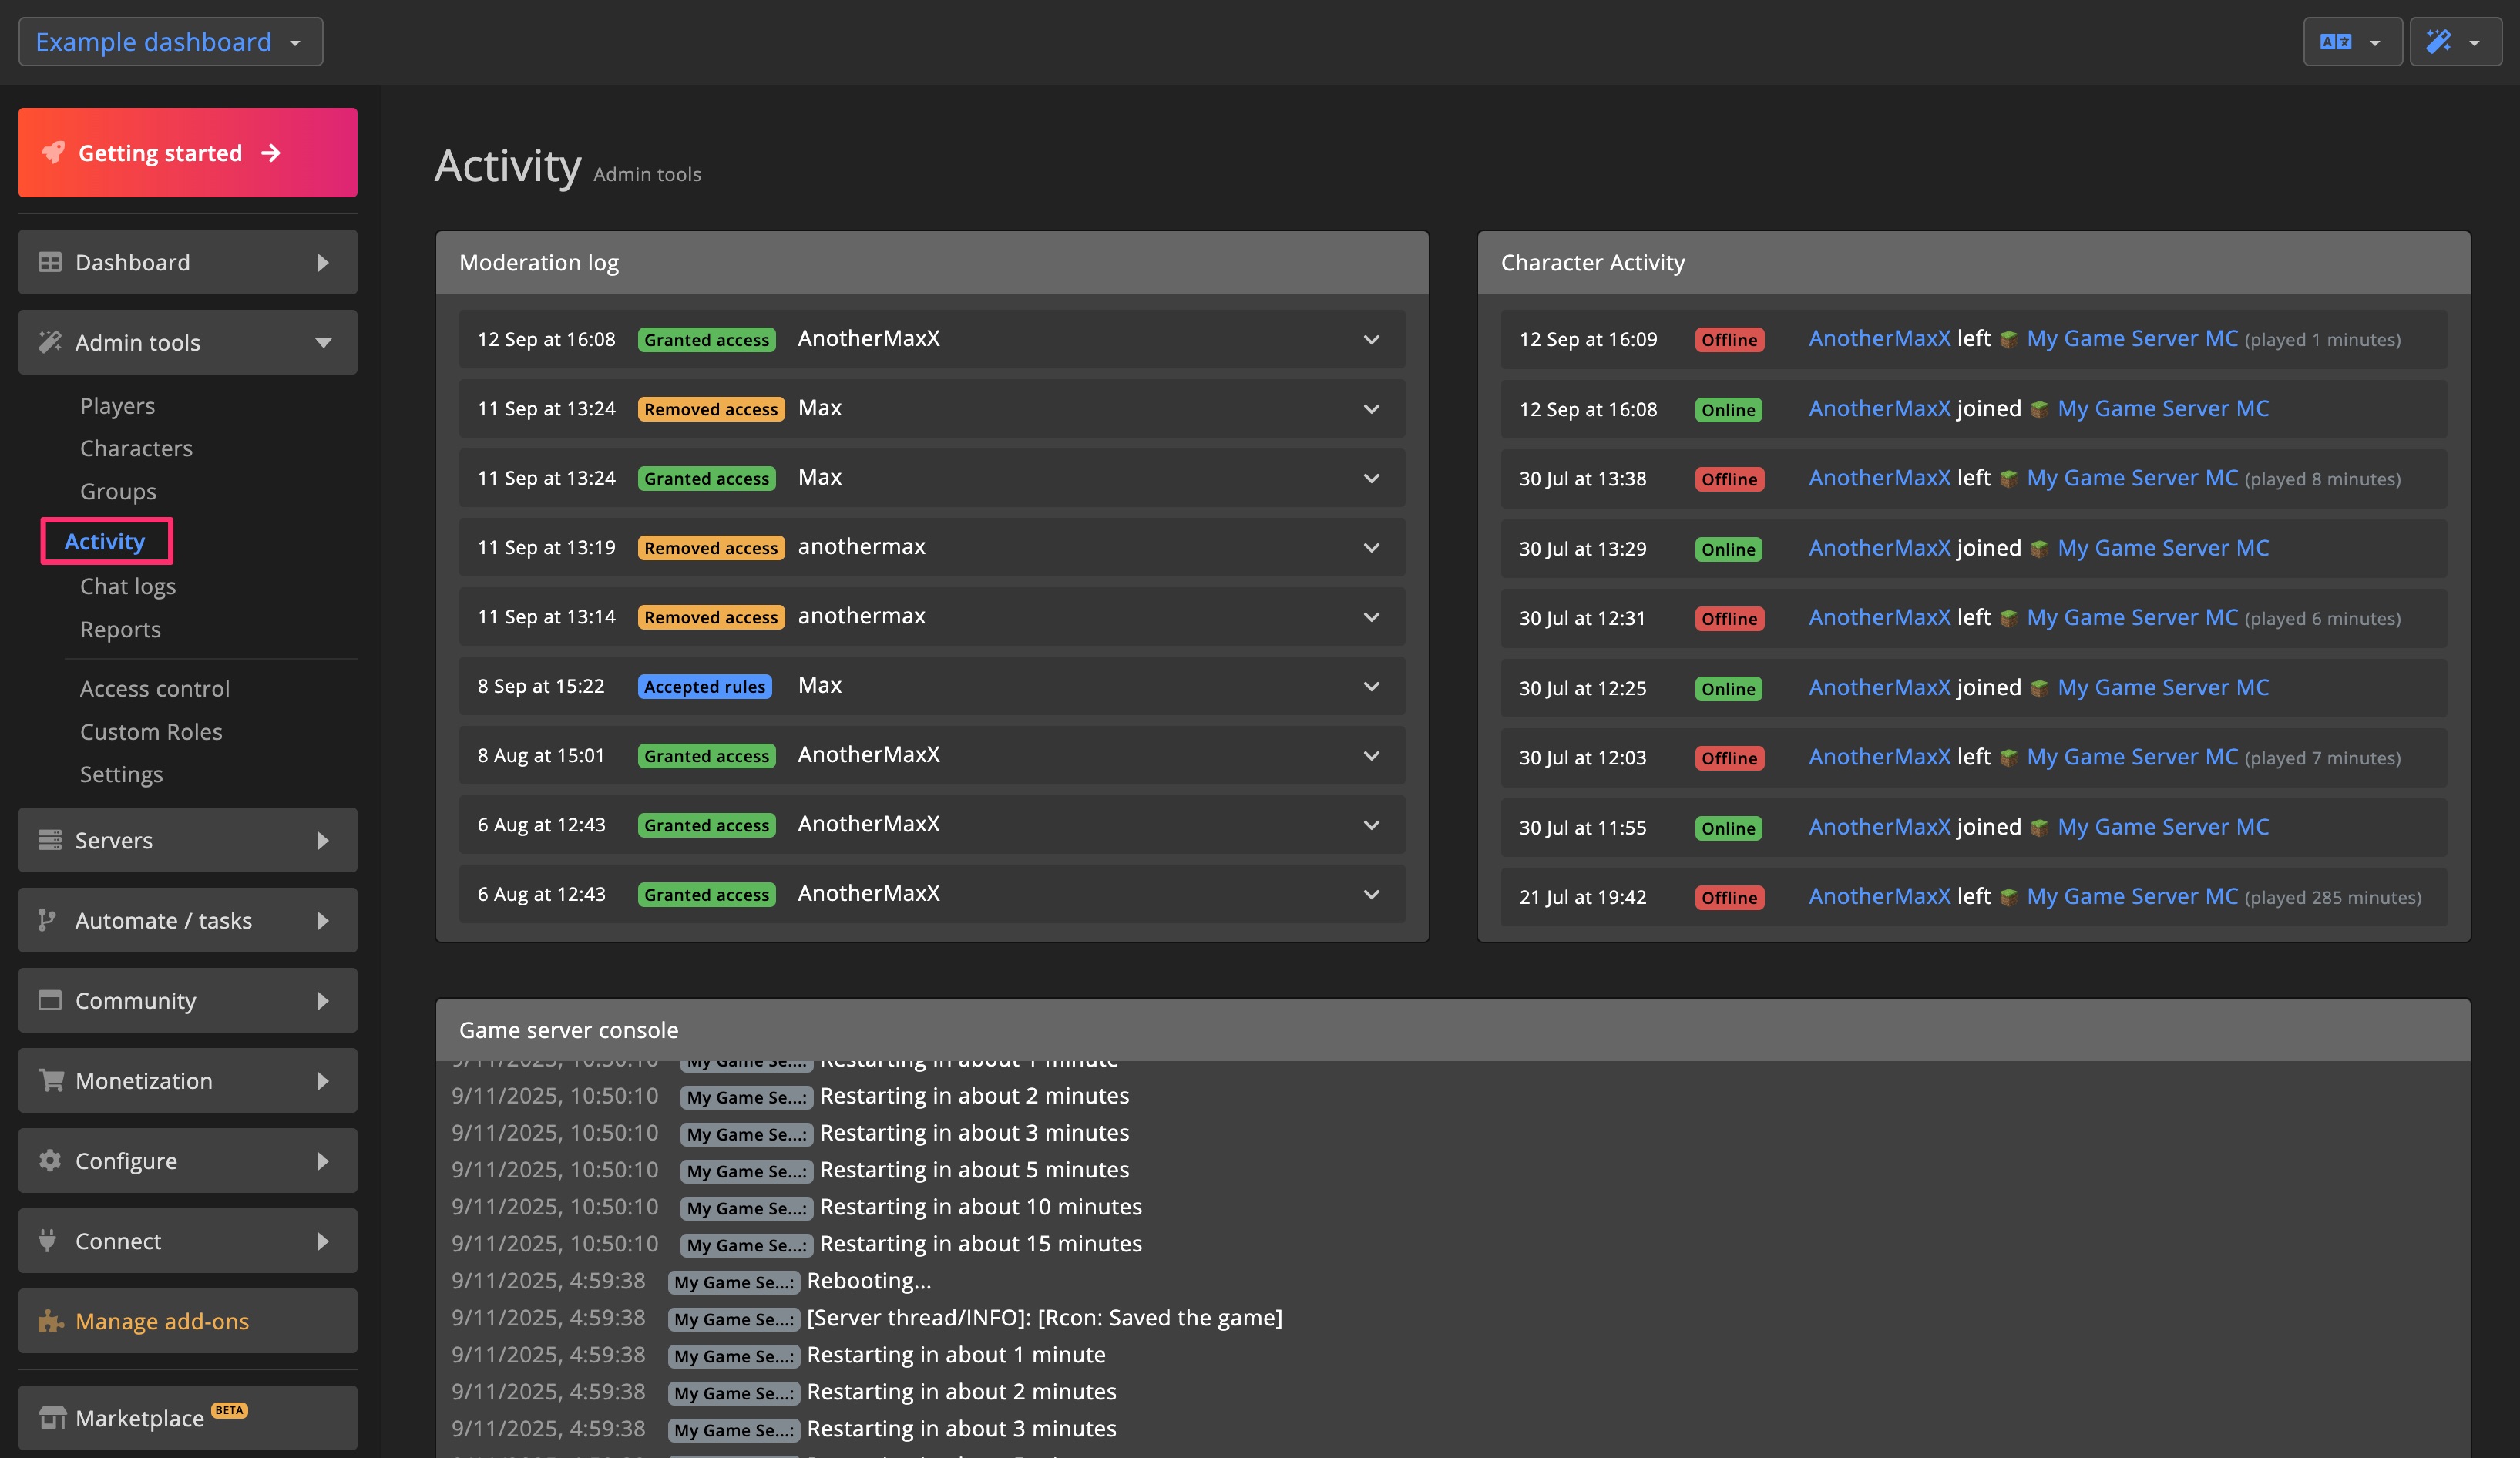 Example dashboard
Getting started
Dashboard
Admin tools
Players
Characters
Groups
Activity
Chat logs
Reports
Access control
Custom Roles
Settings
Servers
Automate / tasks
Community
Monetization
Configure
Connect
Manage add-ons
Marketplace BETA
Activity Admin tools
Moderation log
12 Sep at 16:08 Granted access AnotherMaxX
11 Sep at 13:24 Removed access Max
11 Sep at 13:24 Granted access Max
11 Sep at 13:19 Removed access anothermax
11 Sep at 13:14 Removed access anothermax
8 Sep at 15:22 Accepted rules Max
8 Aug at 15:01 Granted access AnotherMaxX
6 Aug at 12:43 Granted access AnotherMaxX
6 Aug at 12:43 Granted access AnotherMaxX
Character Activity
12 Sep at 16:09 Offline AnotherMaxX left My Game Server MC (played 1 minutes)
12 Sep at 16:08 Online AnotherMaxX joined My Game Server MC
30 Jul at 13:38 Offline AnotherMaxX left My Game Server MC (played 8 minutes)
30 Jul at 13:29 Online AnotherMaxX joined My Game Server MC
30 Jul at 12:31 Offline AnotherMaxX left My Game Server MC (played 6 minutes)
30 Jul at 12:25 Online AnotherMaxX joined My Game Server MC
30 Jul at 12:03 Offline AnotherMaxX left My Game Server MC (played 7 minutes)
30 Jul at 11:55 Online AnotherMaxX joined My Game Server MC
21 Jul at 19:42 Offline AnotherMaxX left My Game Server MC (played 285 minutes)
Game server console
My Game Se...: Restarting in about 1 minute
9/11/2025, 10:50:10 My Game Se...: Restarting in about 2 minutes
9/11/2025, 10:50:10 My Game Se...: Restarting in about 3 minutes
9/11/2025, 10:50:10 My Game Se...: Restarting in about 5 minutes
9/11/2025, 10:50:10 My Game Se...: Restarting in about 10 minutes
9/11/2025, 10:50:10 My Game Se...: Restarting in about 15 minutes
9/11/2025, 4:59:38 My Game Se...: Rebooting...
9/11/2025, 4:59:38 My Game Se...: [Server thread/INFO]: [Rcon: Saved the game]
9/11/2025, 4:59:38 My Game Se...: Restarting in about 1 minute
9/11/2025, 4:59:38 My Game Se...: Restarting in about 2 minutes
9/11/2025, 4:59:38 My Game Se...: Restarting in about 3 minutes